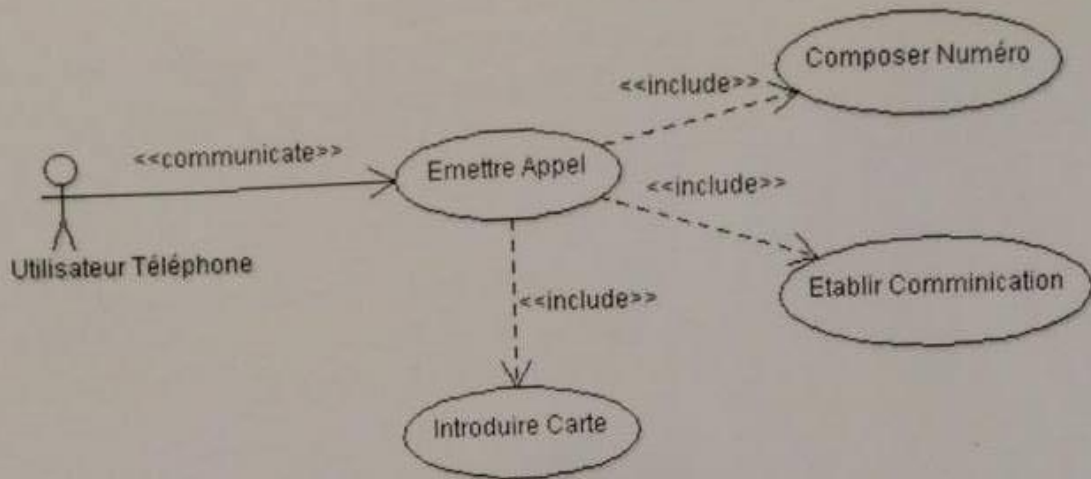 Composer Numéro
<<include>>
<<communicate>>
Emettre Appel
<<include>>
Utilisateur Téléphone
Etablir Comminication
<<include>>
Introduire Carte